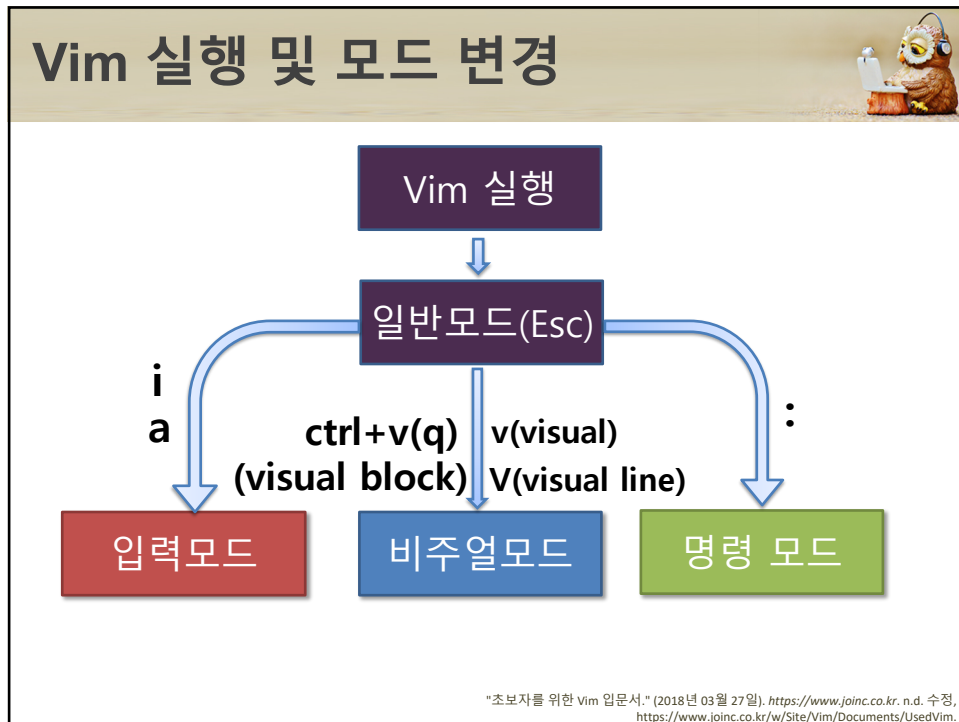 Vim 실행 및 모드 변경
Vim 실행
일반모드(Esc)
i
a
ctrl+v(q)
(visual block)
v(visual)
V(visual line)
:
입력모드
비주얼모드
명령 모드
"초보자를 위한 Vim 입문서." (2018년 03월 27일). https://www.joinc.co.kr. n.d. 수정,
https://www.joinc.co.kr/w/Site/Vim/Documents/UsedVim.